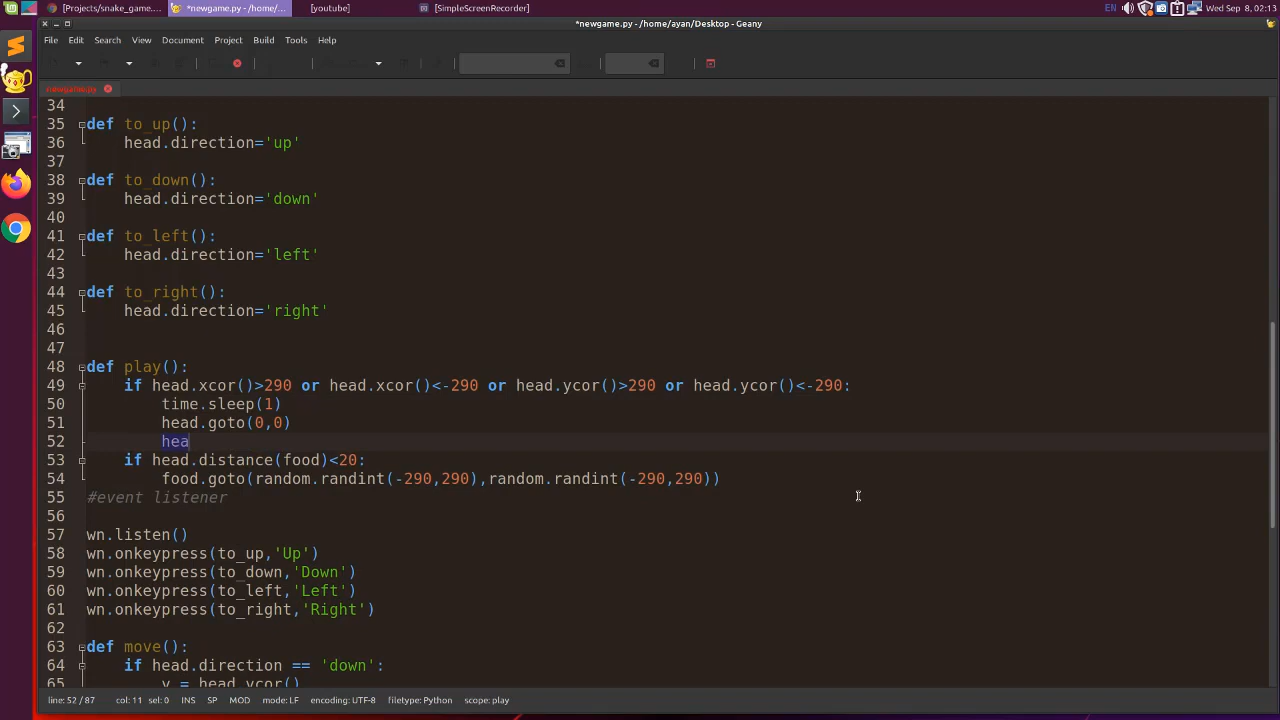 [Projects/snake_game.... *newgame.py - /home/... [youtube] [SimpleScreenRecorder] EN Wed Sep 8, 02:13
*newgame.py - /home/ayan/Desktop - Geany
File Edit Search View Document Project Build Tools Help
newgame.py
34
35 def to_up():
36 head.direction='up'
37
38 def to_down():
39 head.direction='down'
40
41 def to_left():
42 head.direction='left'
43
44 def to_right():
45 head.direction='right'
46
47
48 def play():
49 if head.xcor()>290 or head.xcor()<-290 or head.ycor()>290 or head.ycor()<-290:
50 time.sleep(1)
51 head.goto(0,0)
52 hea
53 if head.distance(food)<20:
54 food.goto(random.randint(-290,290),random.randint(-290,290))
55 #event listener
56
57 wn.listen()
58 wn.onkeypress(to_up,'Up')
59 wn.onkeypress(to_down,'Down')
60 wn.onkeypress(to_left,'Left')
61 wn.onkeypress(to_right,'Right')
62
63 def move():
64 if head.direction == 'down':
65 y = head.ycor()
line: 52 / 87 col: 11 sel: 0 INS SP MOD mode: LF encoding: UTF-8 filetype: Python scope: play